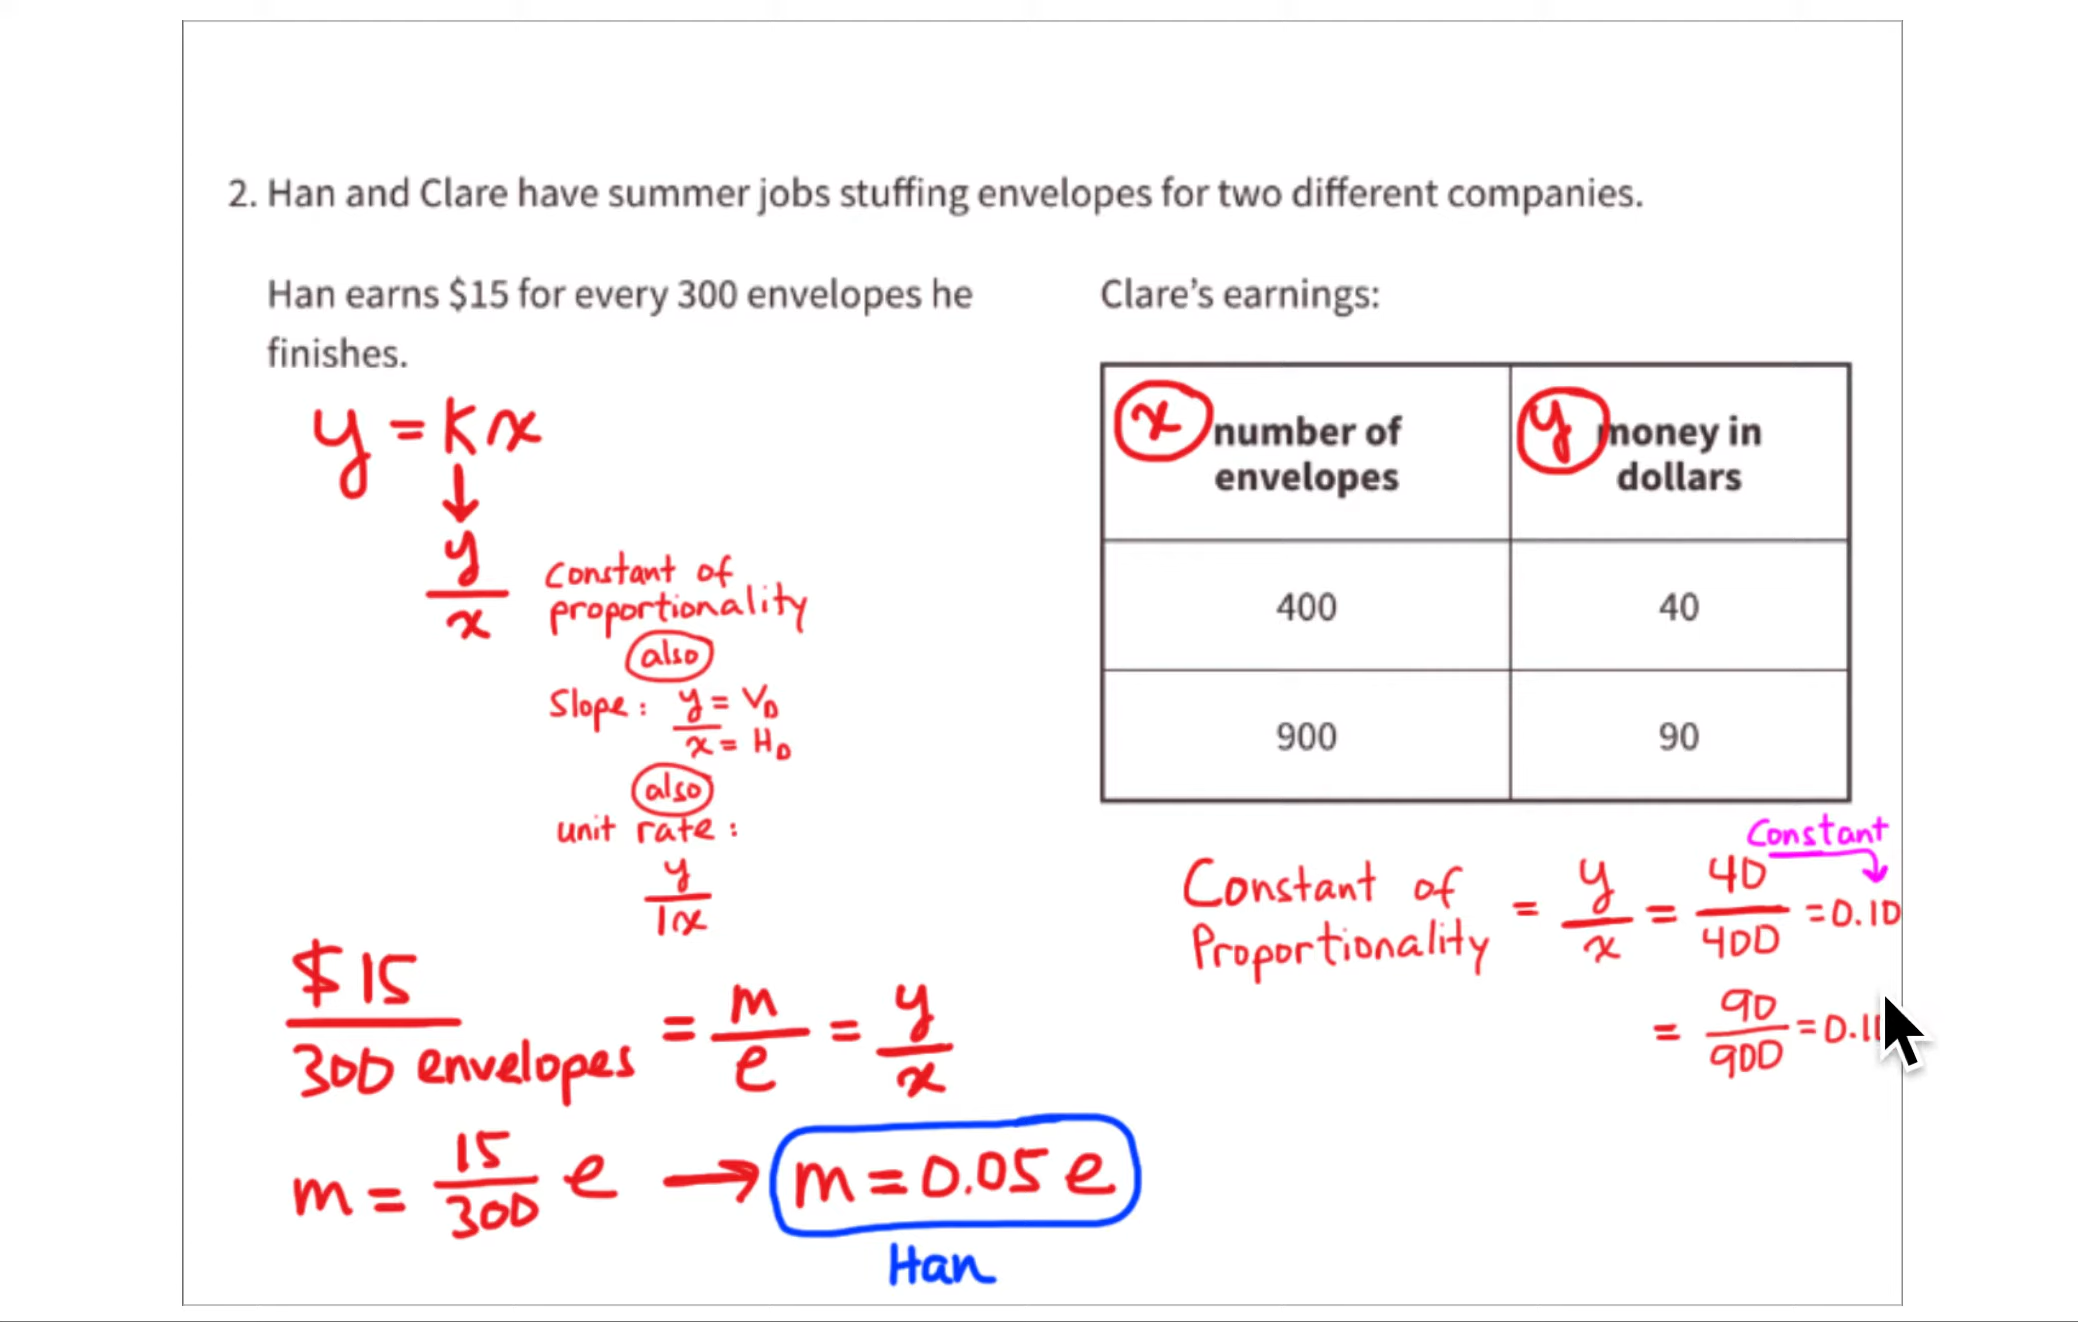 2. Han and Clare have summer jobs stuffing envelopes for two different companies.
Han earns $15 for every 300 envelopes he
finishes.
y = kx
y
x
Constant of
proportionality
also
Slope: y = VD
x = HD
also
unit rate:
y
1x
$15
300 envelopes
= m
e
= y
x
m = 15
300
e → m = 0.05 e
Han
Clare's earnings:
x number of
envelopes
y money in
dollars
400 40
900 90
Constant
Constant of
Proportionality
= y
x
= 40
400
= 0.10
= 90
900